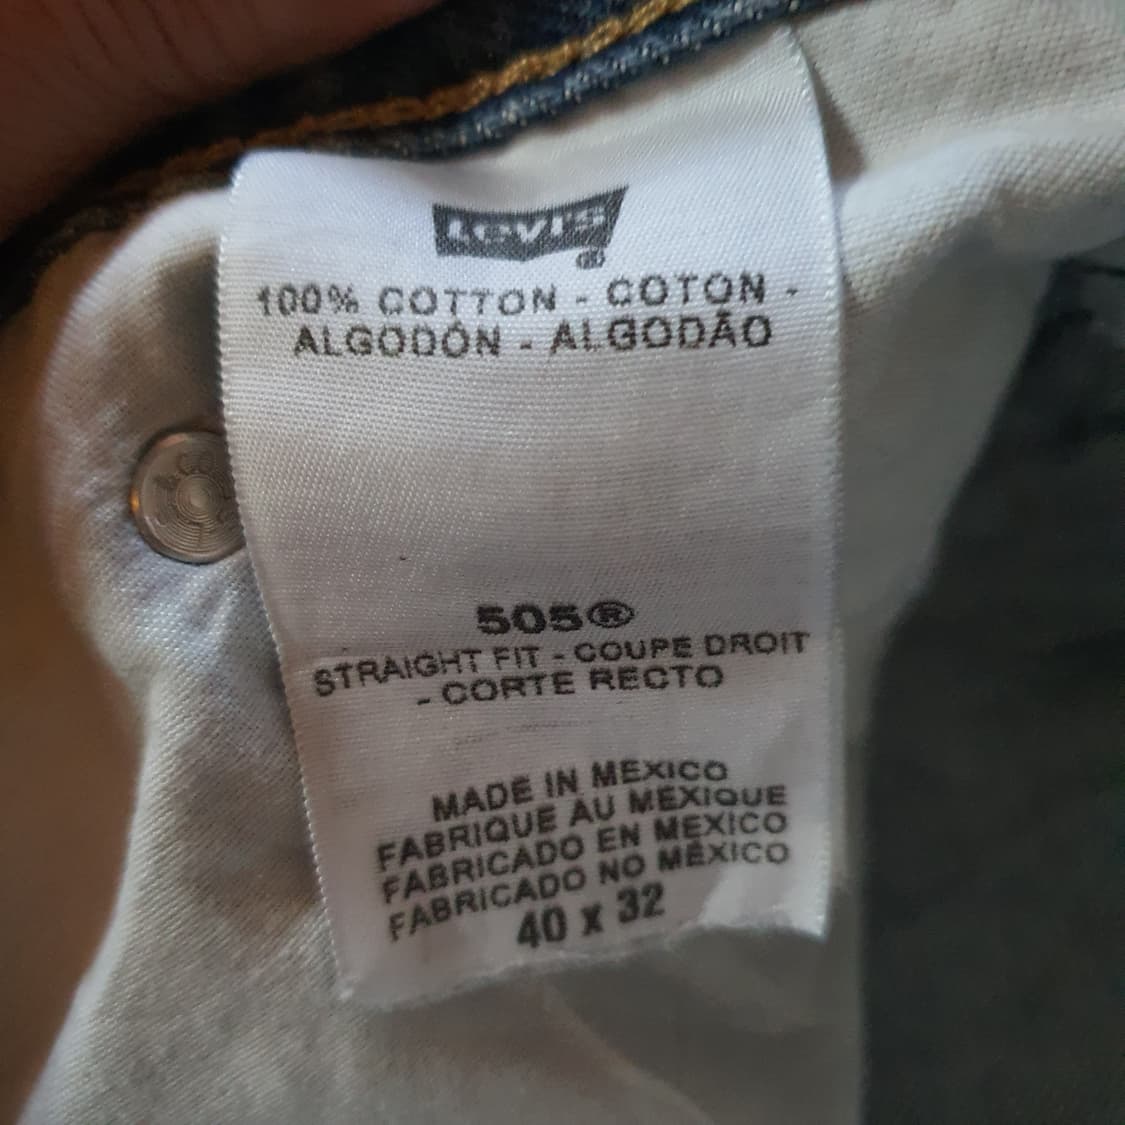 Levi's
®
100% COTTON - COTON -
ALGODÓN - ALGODÃO
505®
STRAIGHT FIT - COUPE DROIT
- CORTE RECTO
MADE IN MEXICO
FABRIQUE AU MEXIQUE
FABRICADO EN MEXICO
FABRICADO NO MÉXICO
40 x 32